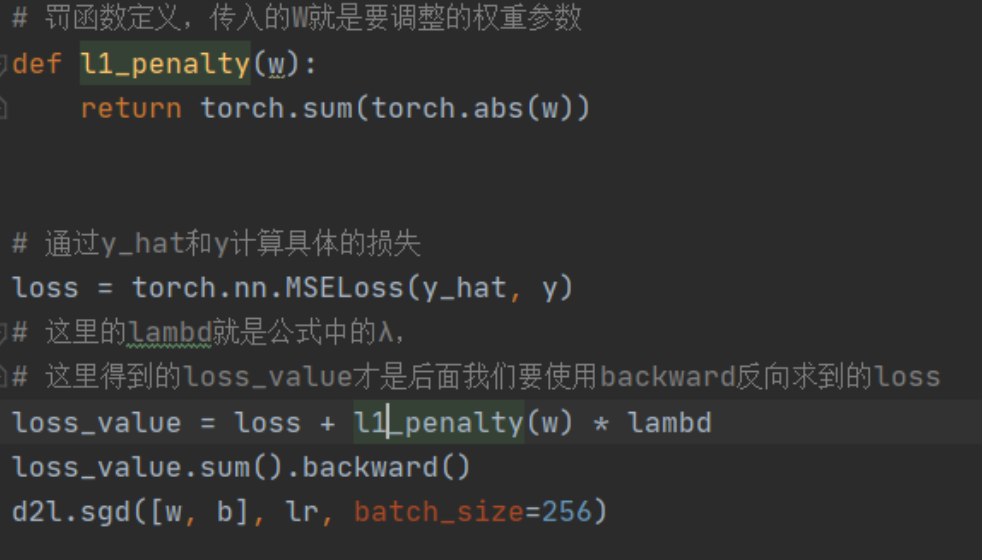 # 罚函数定义，传入的W就是要调整的权重参数
def l1_penalty(w):
    return torch.sum(torch.abs(w))
# 通过y_hat和y计算具体的损失
loss = torch.nn.MSELoss(y_hat, y)
# 这里的lambd就是公式中的λ，
# 这里得到的loss_value才是后面我们要使用backward反向求到的loss
loss_value = loss + l1_penalty(w) * lambd
loss_value.sum().backward()
d2l.sgd([w, b], lr, batch_size=256)